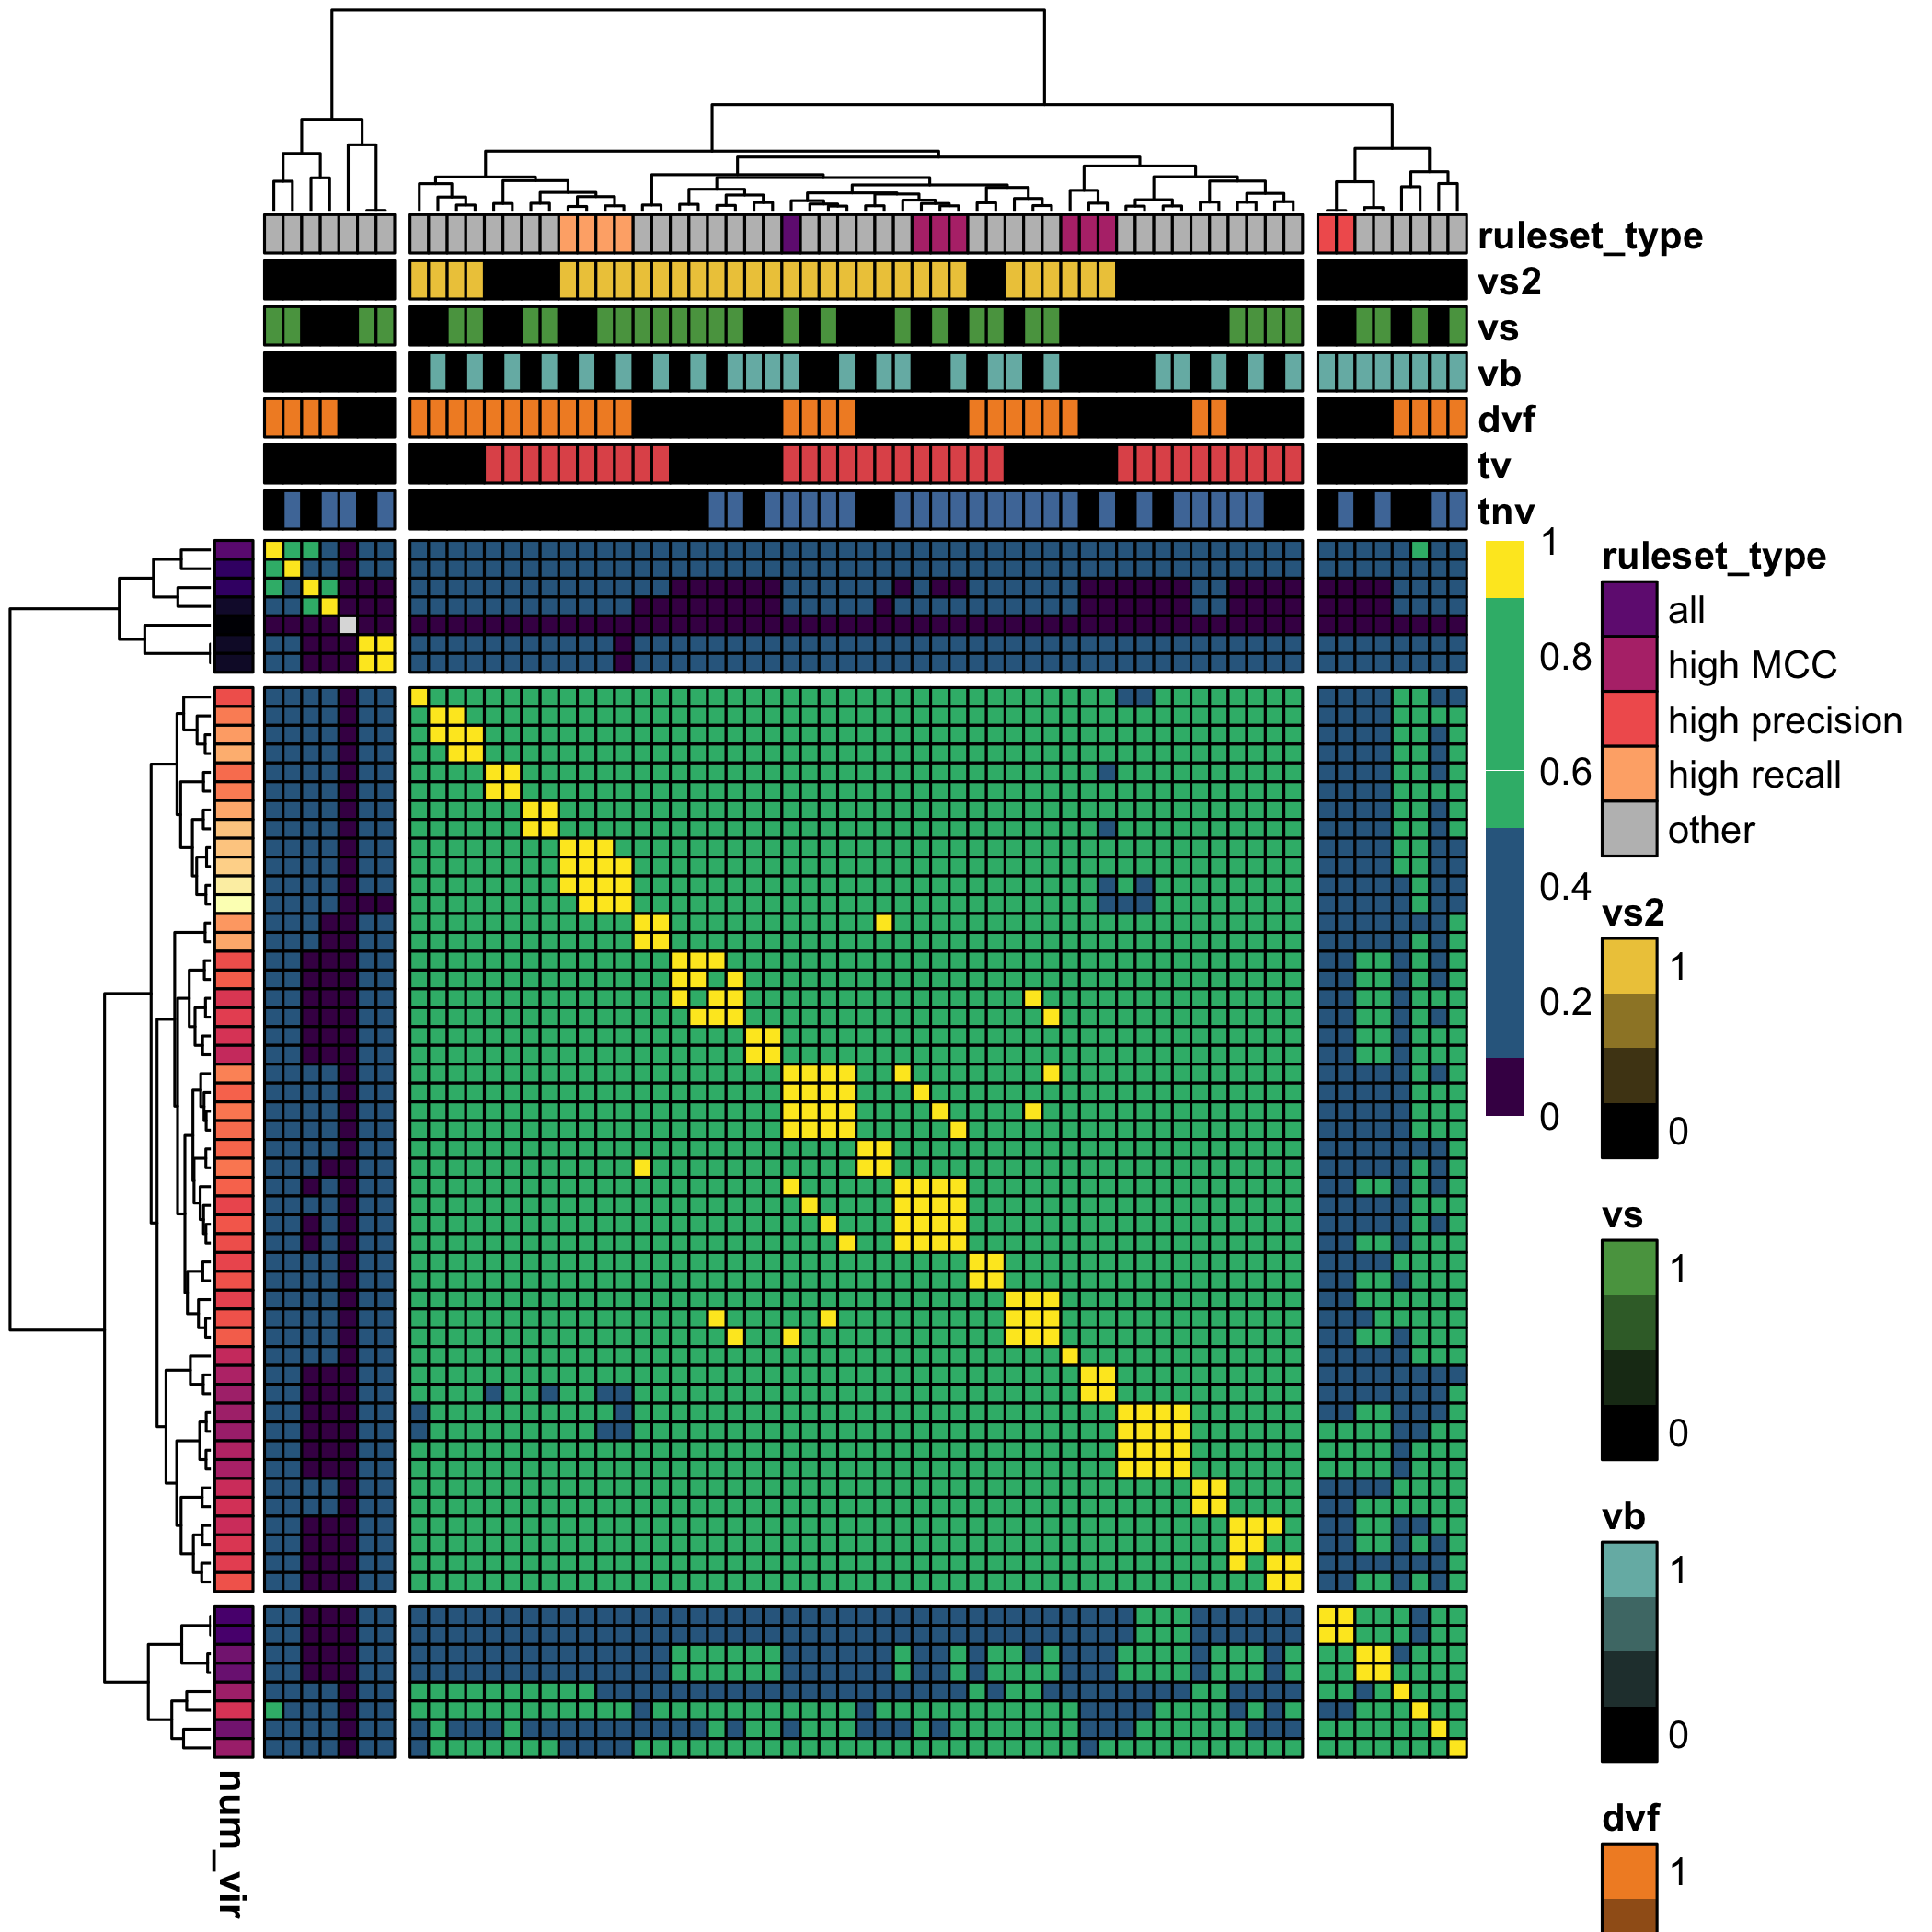 ruleset_type
vs2
vs
vb
dvf
tv
tnv
1
0.8
0.6
0.4
0.2
0
ruleset_type
all
high MCC
high precision
high recall
other
vs2
1
0
vs
1
0
vb
1
0
dvf
1
num_vir